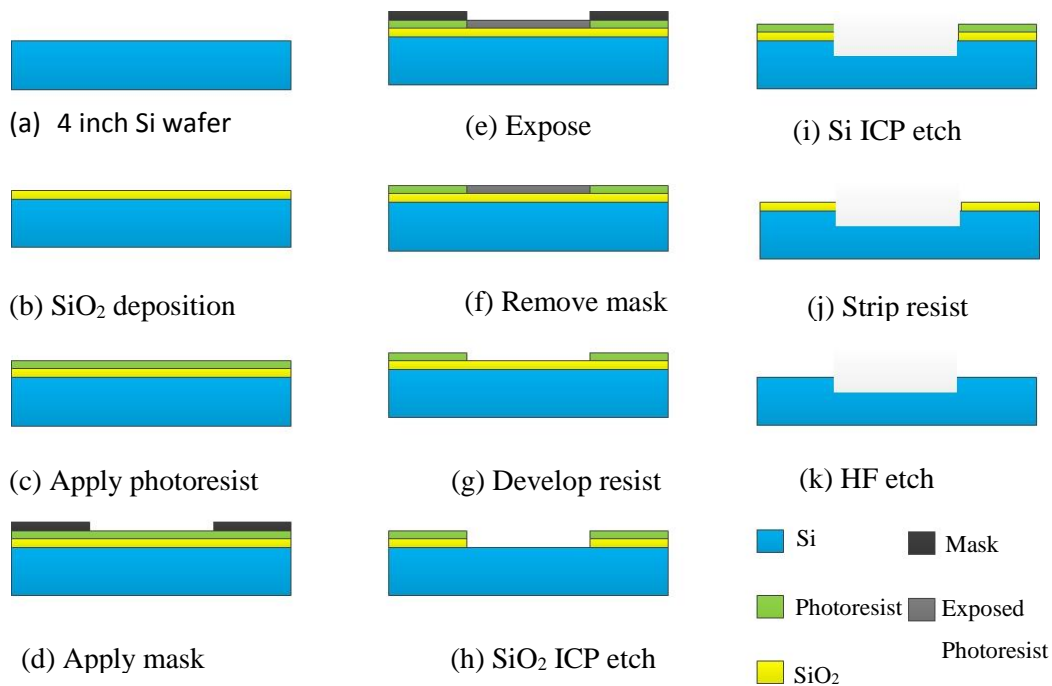 (a) 4 inch Si wafer
(b) SiO₂ deposition
(c) Apply photoresist
(d) Apply mask
(e) Expose
(f) Remove mask
(g) Develop resist
(h) SiO₂ ICP etch
(i) Si ICP etch
(j) Strip resist
(k) HF etch
Si
Mask
Photoresist
Exposed
Photoresist
SiO₂